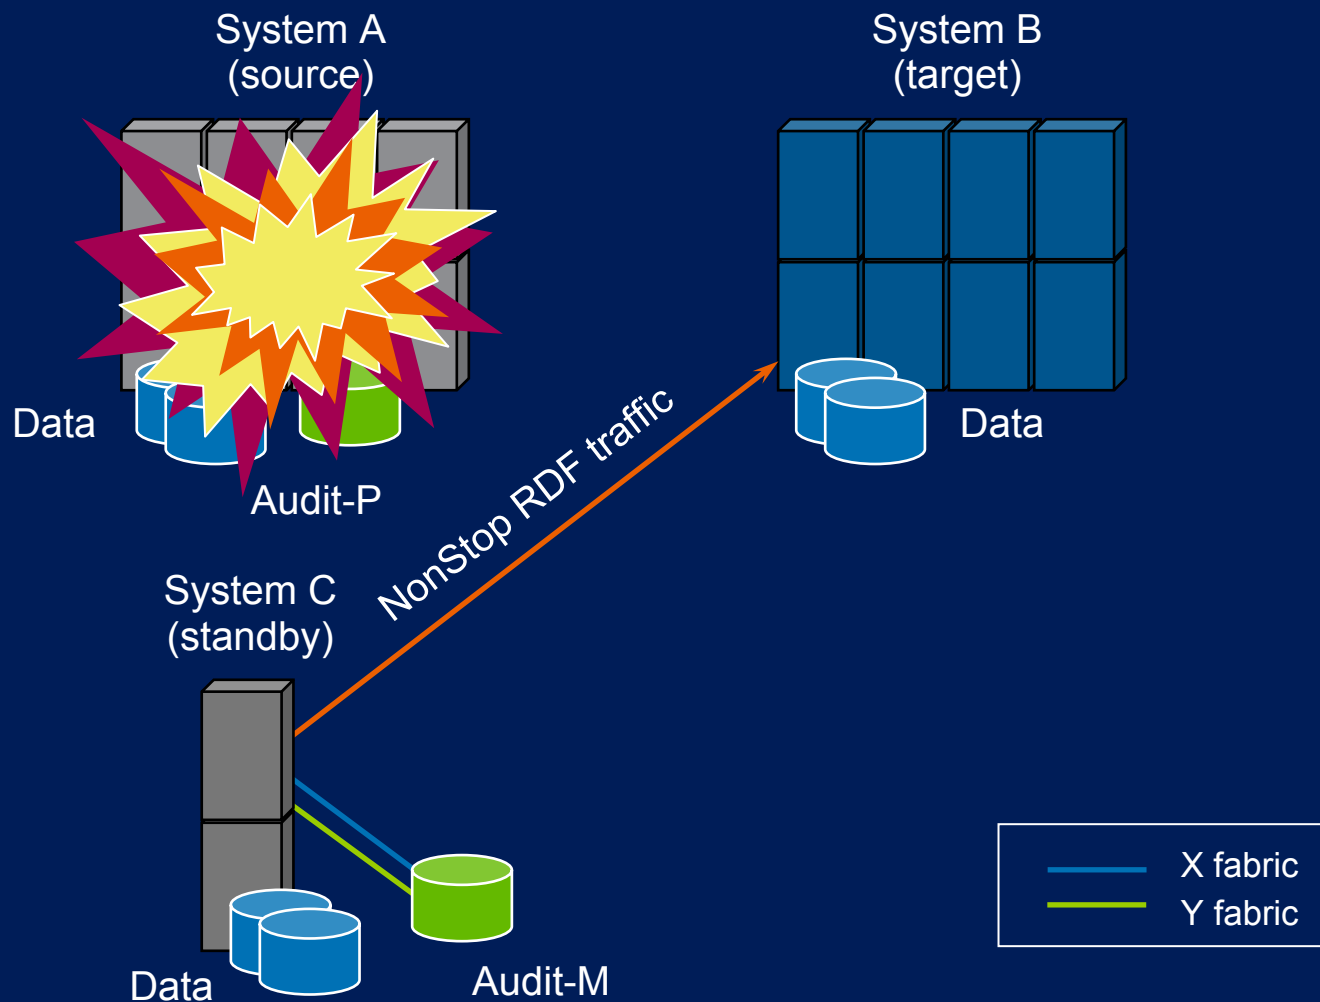 System A
(source)
System B
(target)
Data
Audit-P
Data
NonStop RDF traffic
System C
(standby)
Data
Audit-M
X fabric
Y fabric